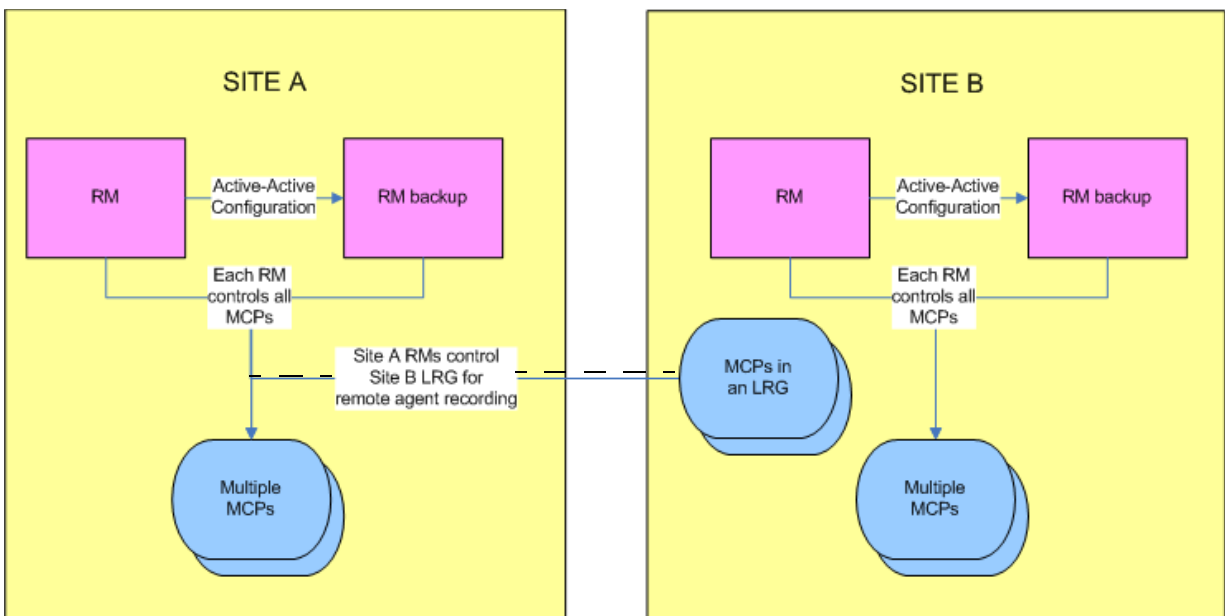 SITE A
RM
Active-Active
Configuration
RM backup
Each RM
controls all
MCPs
Site A RMs control
Site B LRG for
remote agent recording
Multiple
MCPs
SITE B
RM
Active-Active
Configuration
RM backup
Each RM
controls all
MCPs
MCPs in
an LRG
Multiple
MCPs